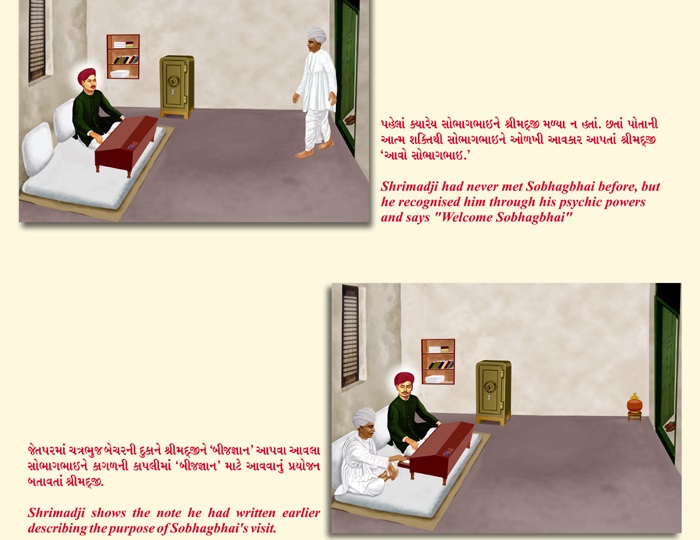 પહેલાં ક્યારેય સોભાગભાઇને શ્રીમદ્જી મળ્યા ન હતાં. છતાં પોતાની
આત્મ શક્તિથી સોભાગભાઇને ઓળખી આવકાર આપતાં શ્રીમદ્જી
‘આવો સોભાગભાઇ.’
Shrimadji had never met Sobhagbhai before, but
he recognised him through his psychic powers
and says "Welcome Sobhagbhai"
જેતપરમાં ચત્રભુજ બેચરની દુકાને શ્રીમદ્જીને ‘બીજજ્ઞાન’ આપવા આવલા
સોભાગભાઇને કાગળની કાપલીમાં ‘બીજજ્ઞાન’ માટે આવવાનું પ્રયોજન
બતાવતાં શ્રીમદ્જી.
Shrimadji shows the note he had written earlier
describing the purpose of Sobhagbhai's visit.